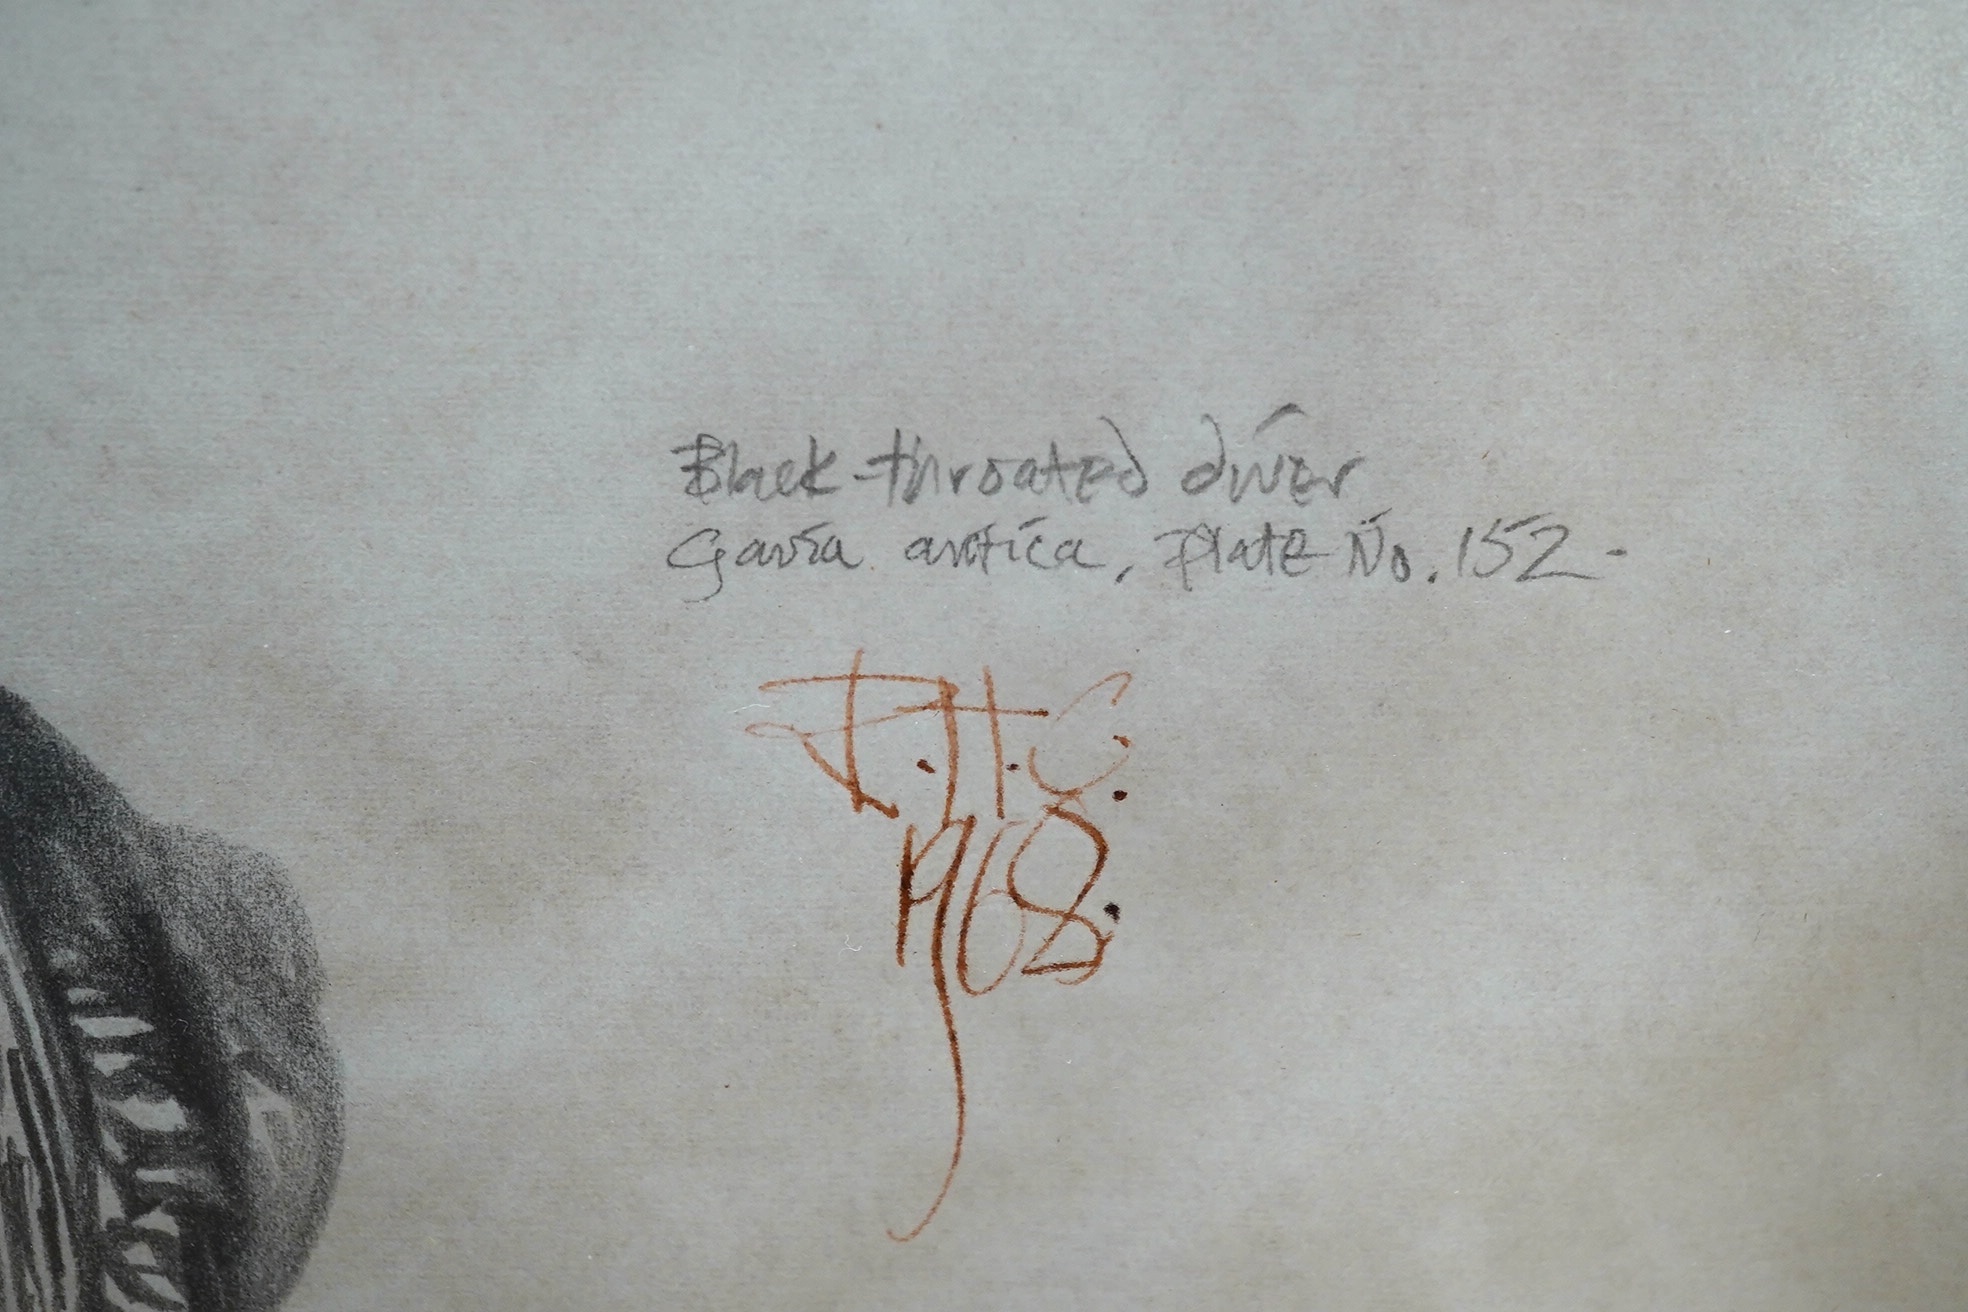 Black-throated diver
Gavia arctica, Plate No. 152-
R.H.C.
1968.